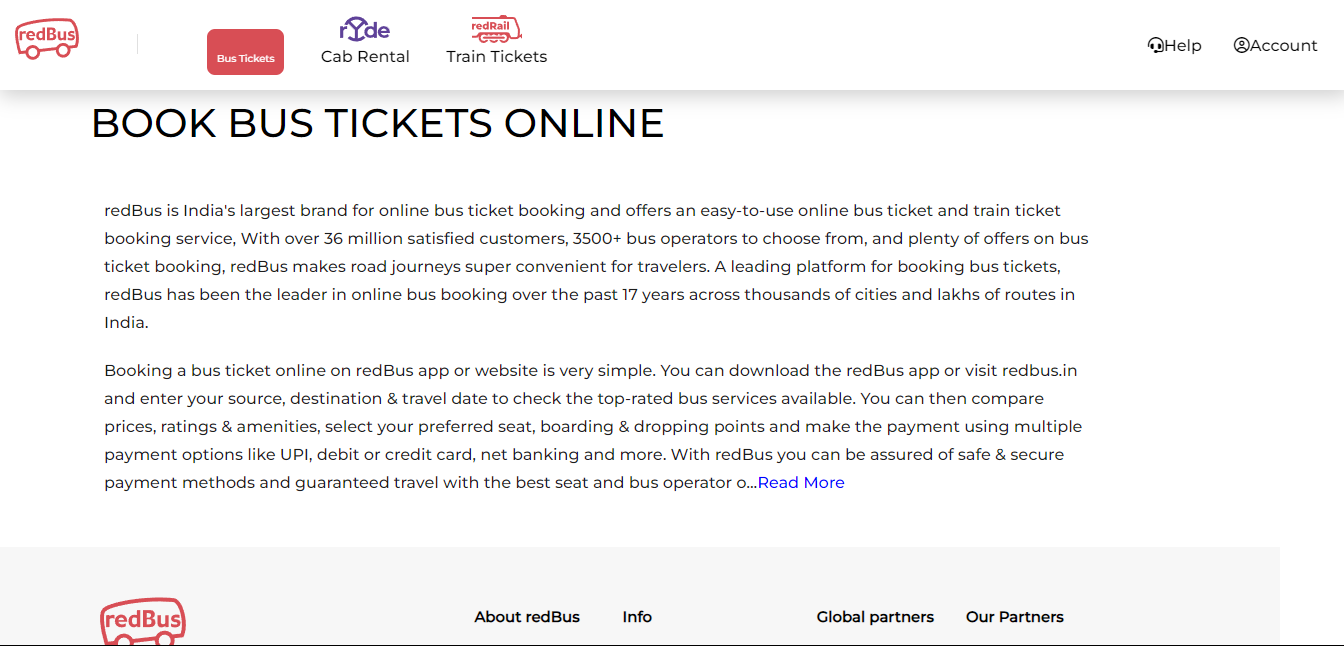 redBus
Bus Tickets
ryde
Cab Rental
redRail
Train Tickets
Help
Account
BOOK BUS TICKETS ONLINE
redBus is India's largest brand for online bus ticket booking and offers an easy-to-use online bus ticket and train ticket
booking service, With over 36 million satisfied customers, 3500+ bus operators to choose from, and plenty of offers on bus
ticket booking, redBus makes road journeys super convenient for travelers. A leading platform for booking bus tickets,
redBus has been the leader in online bus booking over the past 17 years across thousands of cities and lakhs of routes in
India.
Booking a bus ticket online on redBus app or website is very simple. You can download the redBus app or visit redbus.in
and enter your source, destination & travel date to check the top-rated bus services available. You can then compare
prices, ratings & amenities, select your preferred seat, boarding & dropping points and make the payment using multiple
payment options like UPI, debit or credit card, net banking and more. With redBus you can be assured of safe & secure
payment methods and guaranteed travel with the best seat and bus operator o...Read More
redBus
About redBus
Info
Global partners
Our Partners